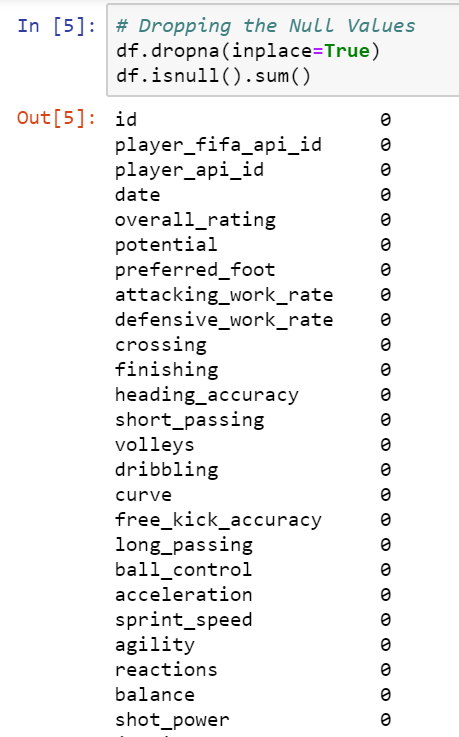 In [5]: # Dropping the Null Values
df.dropna(inplace=True)
df.isnull().sum()
Out[5]: id 0
player_fifa_api_id 0
player_api_id 0
date 0
overall_rating 0
potential 0
preferred_foot 0
attacking_work_rate 0
defensive_work_rate 0
crossing 0
finishing 0
heading_accuracy 0
short_passing 0
volleys 0
dribbling 0
curve 0
free_kick_accuracy 0
long_passing 0
ball_control 0
acceleration 0
sprint_speed 0
agility 0
reactions 0
balance 0
shot_power 0